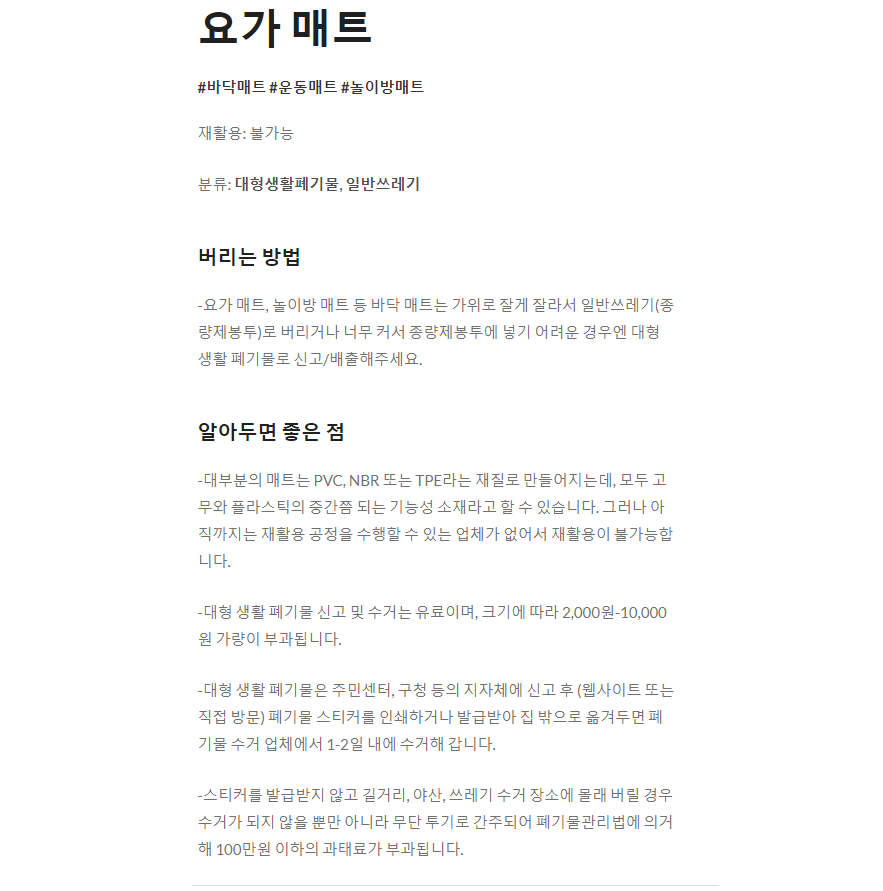 요가 매트
#바닥매트 #운동매트 #놀이방매트
재활용: 불가능
분류: 대형생활폐기물, 일반쓰레기
버리는 방법
-요가 매트, 놀이방 매트 등 바닥 매트는 가위로 잘게 잘라서 일반쓰레기(종
량제봉투)로 버리거나 너무 커서 종량제봉투에 넣기 어려운 경우엔 대형
생활 폐기물로 신고/배출해주세요.
알아두면 좋은 점
-대부분의 매트는 PVC, NBR 또는 TPE라는 재질로 만들어지는데, 모두 고
무와 플라스틱의 중간쯤 되는 기능성 소재라고 할 수 있습니다. 그러나 아
직까지는 재활용 공정을 수행할 수 있는 업체가 없어서 재활용이 불가능합
니다.
-대형 생활 폐기물 신고 및 수거는 유료이며, 크기에 따라 2,000원-10,000
원 가량이 부과됩니다.
-대형 생활 폐기물은 주민센터, 구청 등의 지자체에 신고 후 (웹사이트 또는
직접 방문) 폐기물 스티커를 인쇄하거나 발급받아 집 밖으로 옮겨두면 폐
기물 수거 업체에서 1-2일 내에 수거해 갑니다.
-스티커를 발급받지 않고 길거리, 야산, 쓰레기 수거 장소에 몰래 버릴 경우
수거가 되지 않을 뿐만 아니라 무단 투기로 간주되어 폐기물관리법에 의거
해 100만원 이하의 과태료가 부과됩니다.